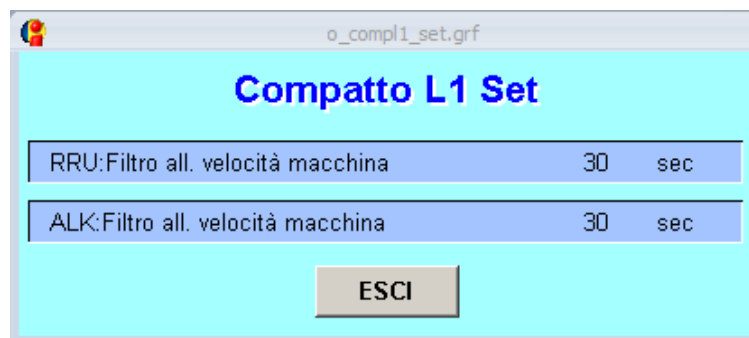 o_compl1_set.grf
Compatto L1 Set
RRU:Filtro all. velocità macchina 30 sec
ALK:Filtro all. velocità macchina 30 sec
ESCI